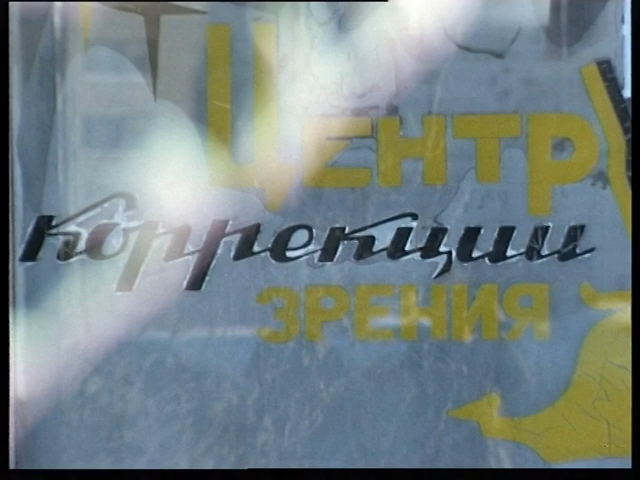 Центр
коррекции
зрения